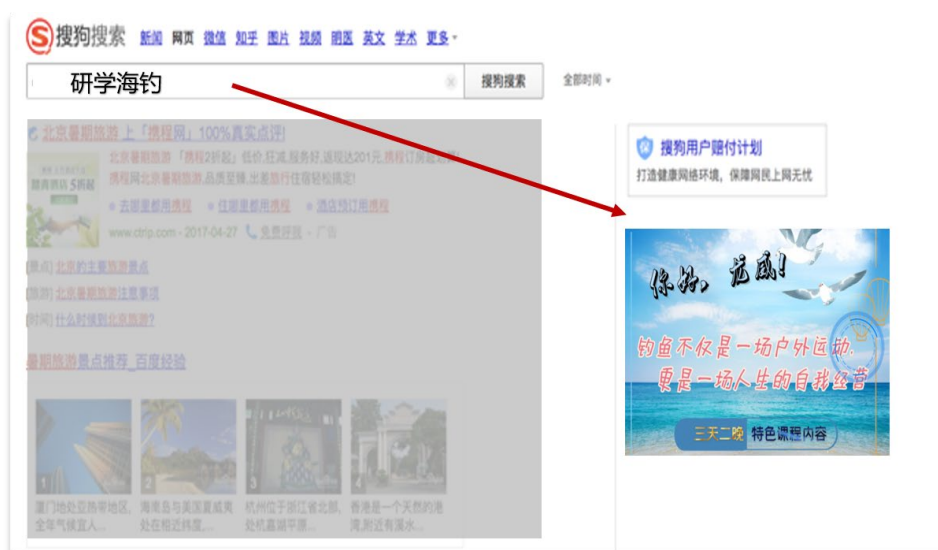 搜狗搜索 新闻 网页 微信 知乎 图片 视频 明医 英文 学术 更多
研学海钓
搜狗搜索
全部时间
北京暑期旅游 上「携程网」100%真实点评!
北京暑期旅游「携程2折起」低价,狂减,服务好,返现达201元,携程订房超划算!
携程网北京暑期旅游,品质至臻,出差旅行住宿轻松搞定!
去哪里都用携程 住哪里都用携程 酒店预订用携程
www.ctrip.com - 2017-04-27 免费评现 - 广告
[景点] 北京的主要旅游景点
[旅游] 北京暑期旅游注意事项
[时间] 什么时候到北京旅游?
暑期旅游景点推荐_百度经验
1
2
3
4
厦门地处亚热带地区,
全年气候宜人...
海南岛与美国夏威夷
处在相近纬度,...
杭州位于浙江省北部,
处杭嘉湖平原...
香港是一个天然的港
湾,附近有溪水...
搜狗用户赔付计划
打造健康网络环境,保障网民上网无忧
你好,龙威!
钓鱼不仅是一场户外运动,
更是一场人生的自我经营
三天二晚 特色课程内容